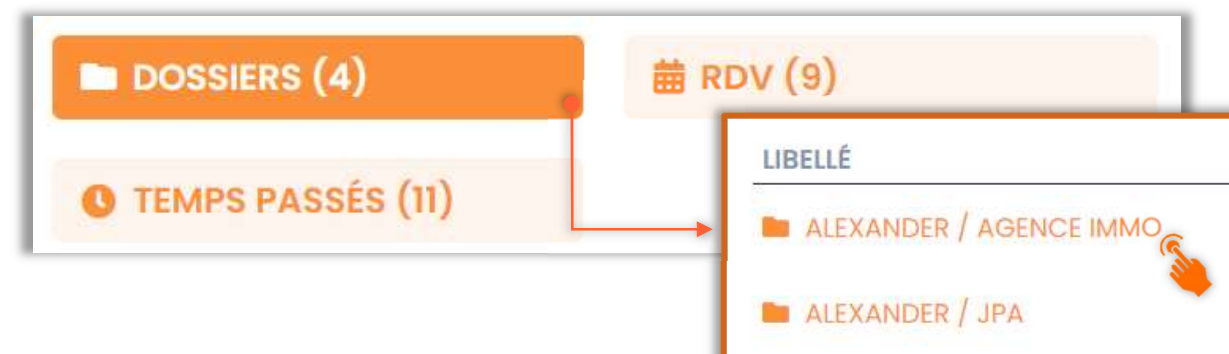 DOSSIERS (4)
RDV (9)
TEMPS PASSÉS (11)
LIBELLÉ
ALEXANDER / AGENCE IMMO
ALEXANDER / JPA